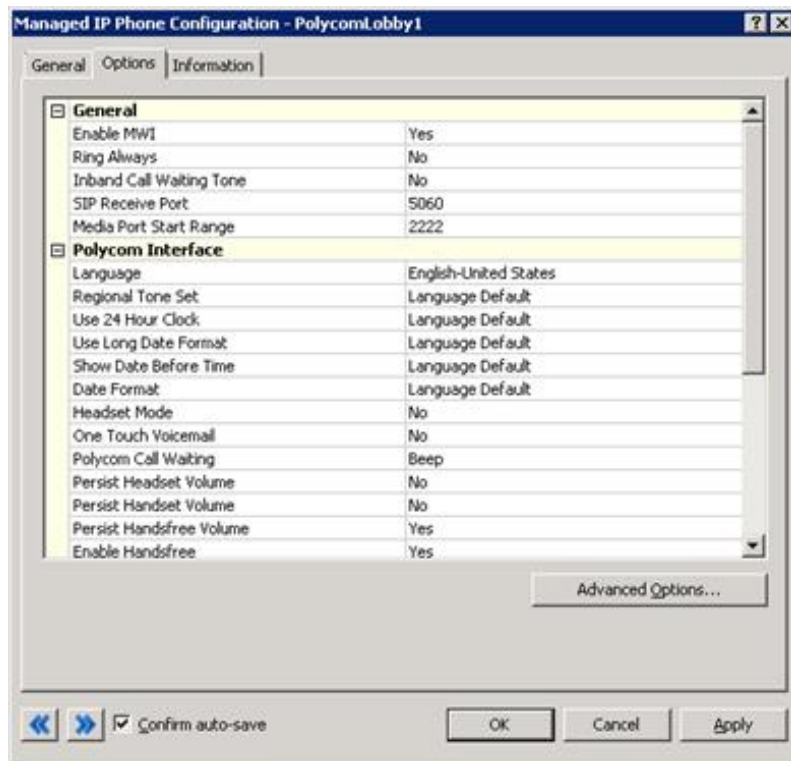 Managed IP Phone Configuration - PolycomLobby1
General Options Information
General
Enable MWI Yes
Ring Always No
Inband Call Waiting Tone No
SIP Receive Port 5060
Media Port Start Range 2222
Polycom Interface
Language English-United States
Regional Tone Set Language Default
Use 24 Hour Clock Language Default
Use Long Date Format Language Default
Show Date Before Time Language Default
Date Format Language Default
Headset Mode No
One Touch Voicemail No
Polycom Call Waiting Beep
Persist Headset Volume No
Persist Handset Volume No
Persist Handsfree Volume Yes
Enable Handsfree Yes
Advanced Options...
Confirm auto-save OK Cancel Apply